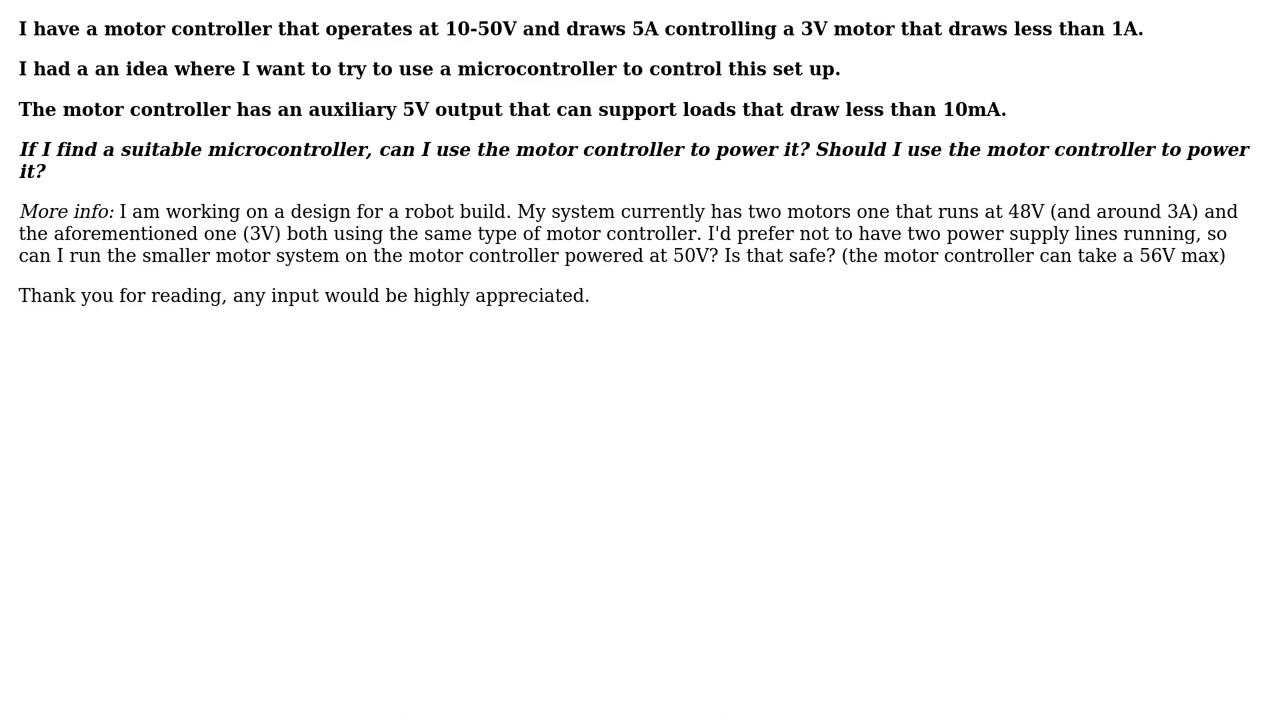 I have a motor controller that operates at 10-50V and draws 5A controlling a 3V motor that draws less than 1A.
I had a an idea where I want to try to use a microcontroller to control this set up.
The motor controller has an auxiliary 5V output that can support loads that draw less than 10mA.
If I find a suitable microcontroller, can I use the motor controller to power it? Should I use the motor controller to power
it?
More info: I am working on a design for a robot build. My system currently has two motors one that runs at 48V (and around 3A) and
the aforementioned one (3V) both using the same type of motor controller. I'd prefer not to have two power supply lines running, so
can I run the smaller motor system on the motor controller powered at 50V? Is that safe? (the motor controller can take a 56V max)
Thank you for reading, any input would be highly appreciated.